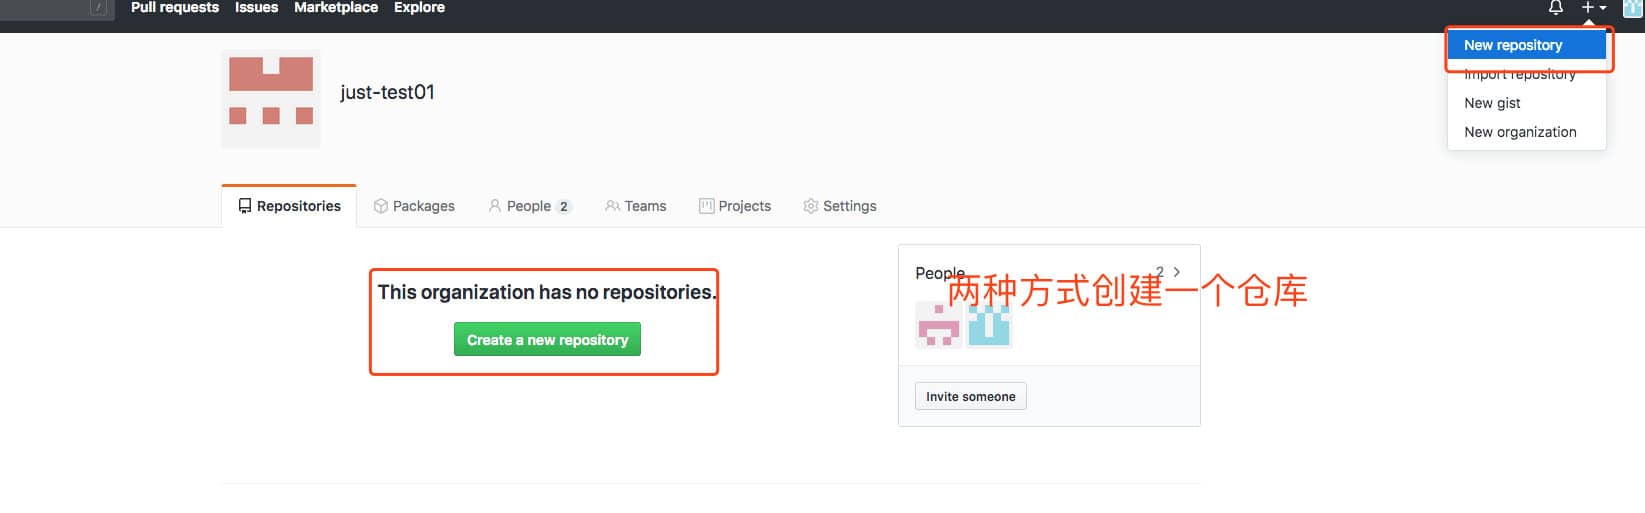 /
Pull requests Issues Marketplace Explore
New repository
Import repository
New gist
New organization
just-test01
Repositories Packages People 2 Teams Projects Settings
This organization has no repositories.
Create a new repository
People 2
两种方式创建一个仓库
Invite someone